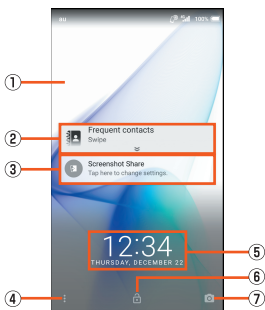 au 100%
①
② Frequent contacts
Swipe
③ Screenshot Share
Tap here to change settings.
12:34 ⑤
THURSDAY, DECEMBER 22
⑥
④ ⑦